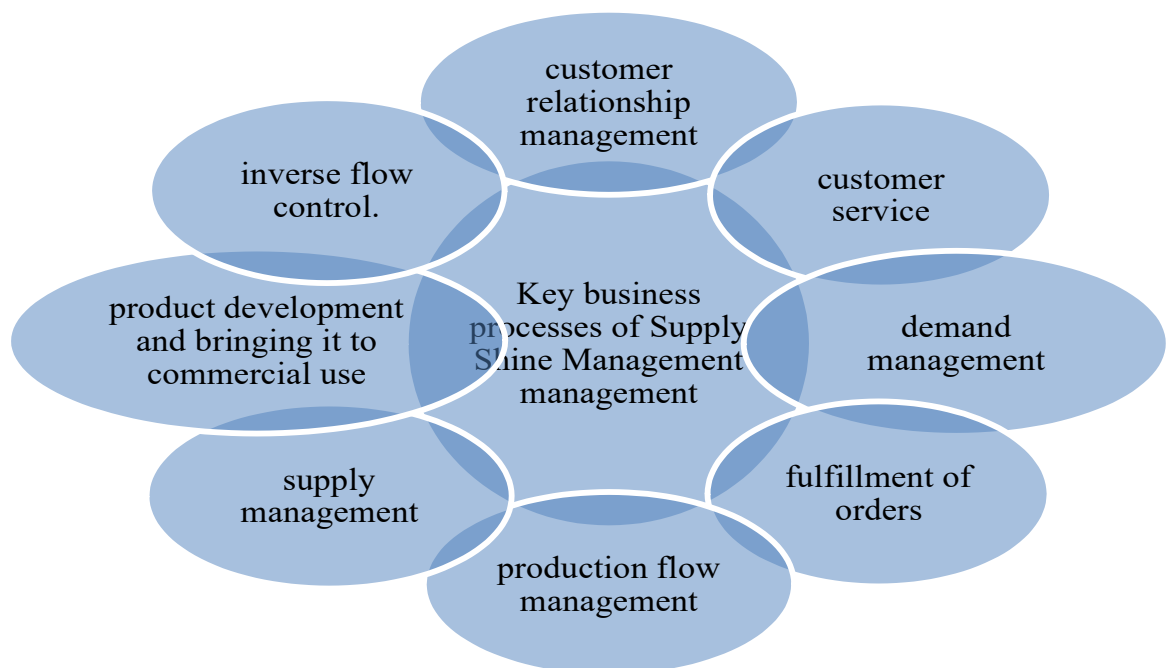 customer
relationship
management
customer
service
demand
management
fulfillment of
orders
production flow
management
supply
management
product development
and bringing it to
commercial use
inverse flow
control.
Key business
processes of Supply
Shine Management
management